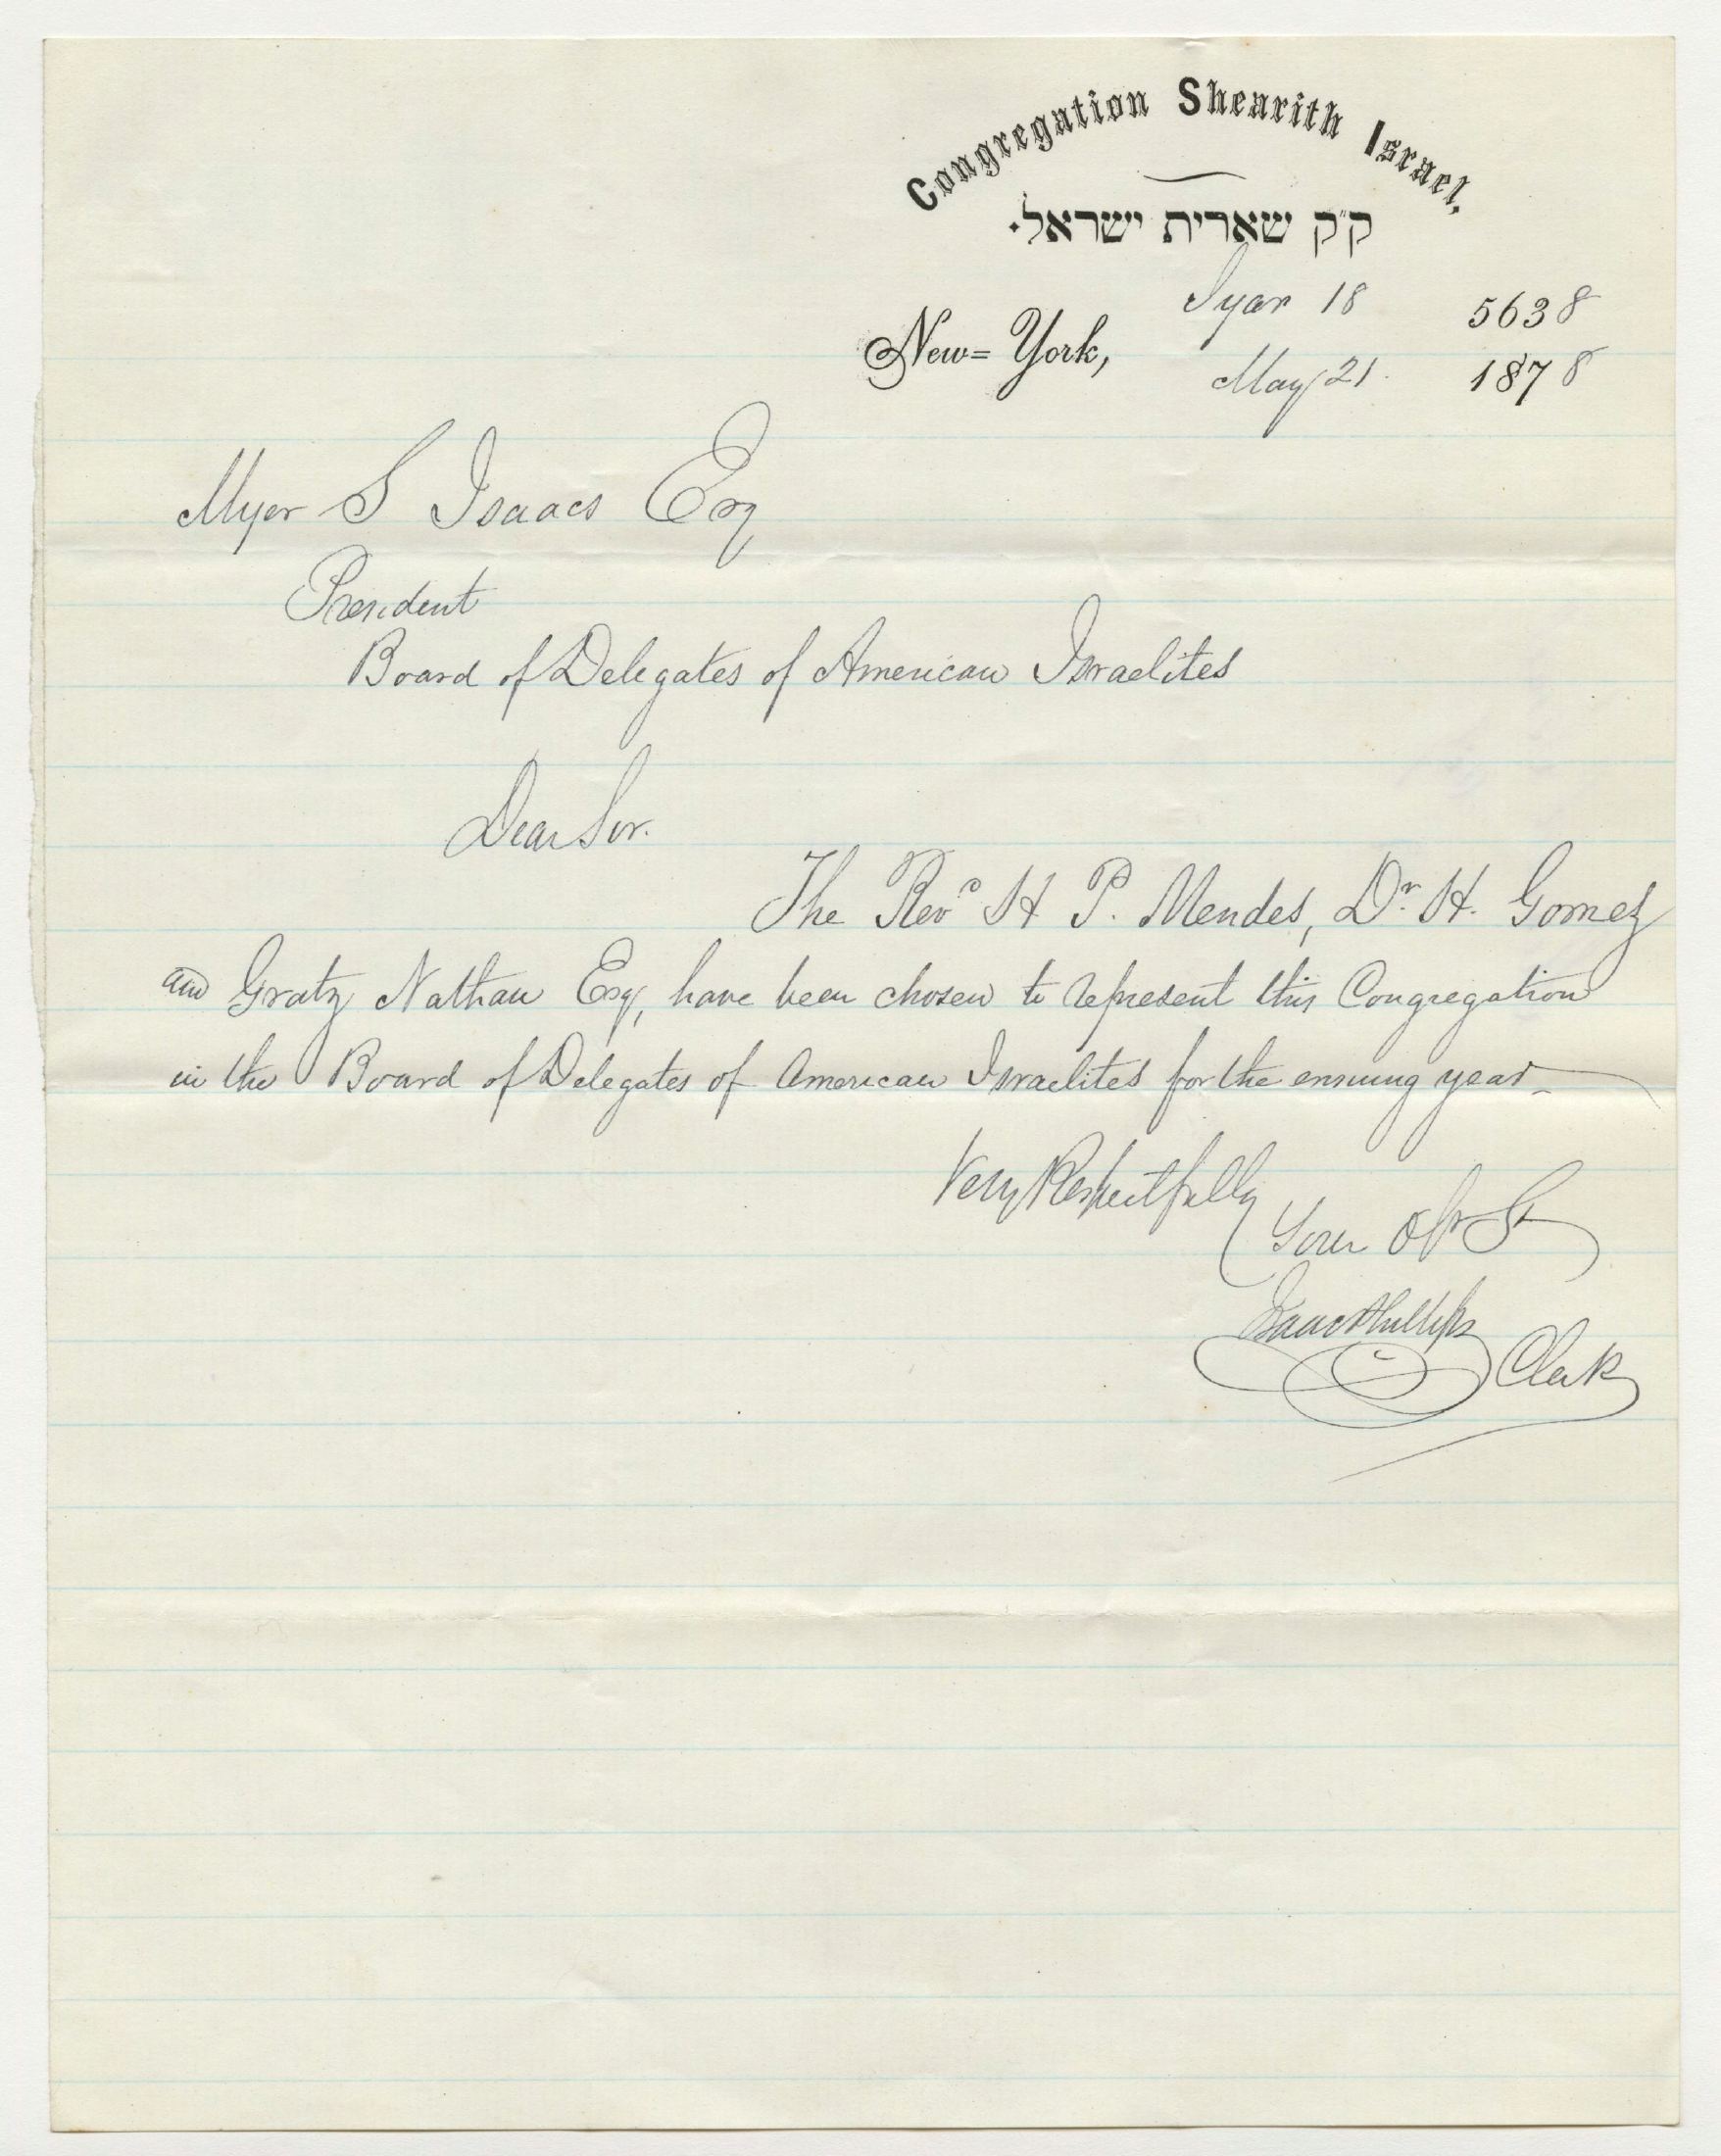 Congregation Shearith Israel.
ק״ק שארית ישראל.
Iyar 18 5638
New=York,
May 21. 1878
Myer S Isaacs Esq
President
Board of Delegates of American Israelites
Dear Sir.
The Revᵈ H P. Mendes, Dʳ. H. Gomez
and Gratz Nathan Esq, have been chosen to represent this Congregation
in the Board of Delegates of American Israelites for the ensuing year
Very Respectfully
Your Obt St
Isaac Phillips
Clerk